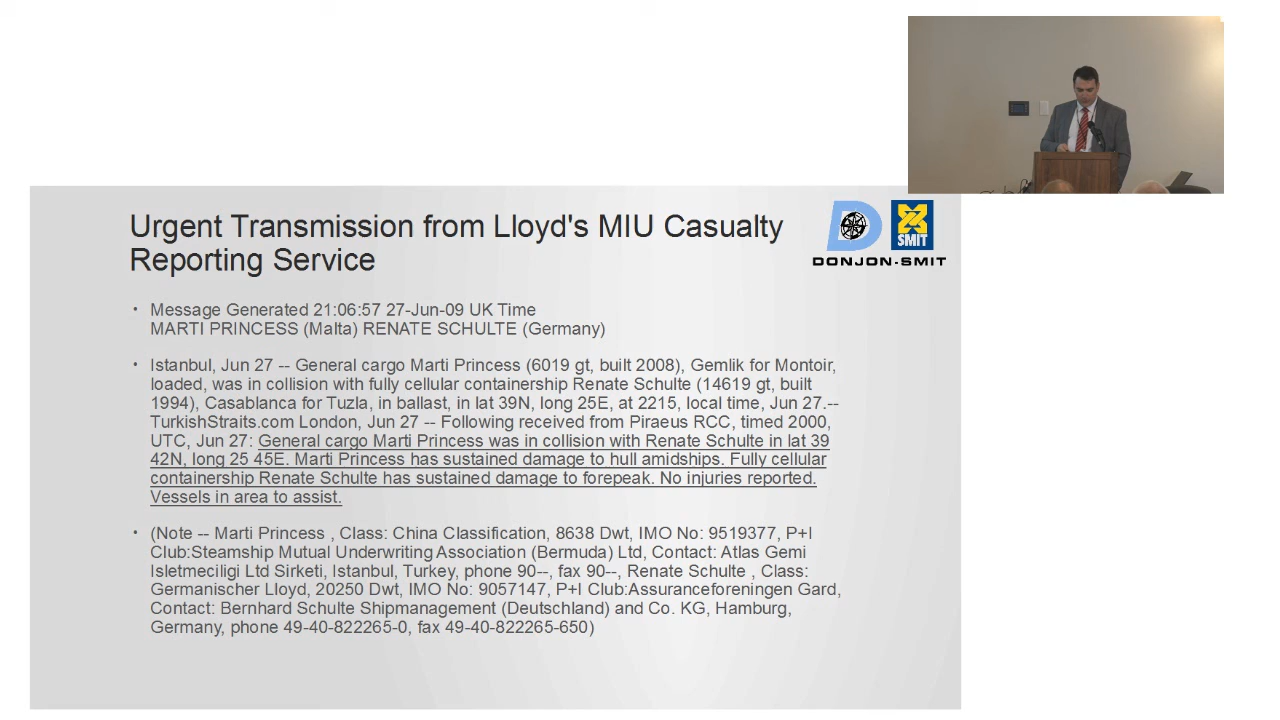 Urgent Transmission from Lloyd's MIU Casualty
Reporting Service
SMIT
DONJON-SMIT
• Message Generated 21:06:57 27-Jun-09 UK Time
MARTI PRINCESS (Malta) RENATE SCHULTE (Germany)
• Istanbul, Jun 27 -- General cargo Marti Princess (6019 gt, built 2008), Gemlik for Montoir,
loaded, was in collision with fully cellular containership Renate Schulte (14619 gt, built
1994), Casablanca for Tuzla, in ballast, in lat 39N, long 25E, at 2215, local time, Jun 27.--
TurkishStraits.com London, Jun 27 -- Following received from Piraeus RCC, timed 2000,
UTC, Jun 27: General cargo Marti Princess was in collision with Renate Schulte in lat 39
42N, long 25 45E. Marti Princess has sustained damage to hull amidships. Fully cellular
containership Renate Schulte has sustained damage to forepeak. No injuries reported.
Vessels in area to assist.
• (Note -- Marti Princess , Class: China Classification, 8638 Dwt, IMO No: 9519377, P+I
Club:Steamship Mutual Underwriting Association (Bermuda) Ltd, Contact: Atlas Gemi
Isletmeciligi Ltd Sirketi, Istanbul, Turkey, phone 90--, fax 90--, Renate Schulte , Class:
Germanischer Lloyd, 20250 Dwt, IMO No: 9057147, P+I Club:Assuranceforeningen Gard,
Contact: Bernhard Schulte Shipmanagement (Deutschland) and Co. KG, Hamburg,
Germany, phone 49-40-822265-0, fax 49-40-822265-650)